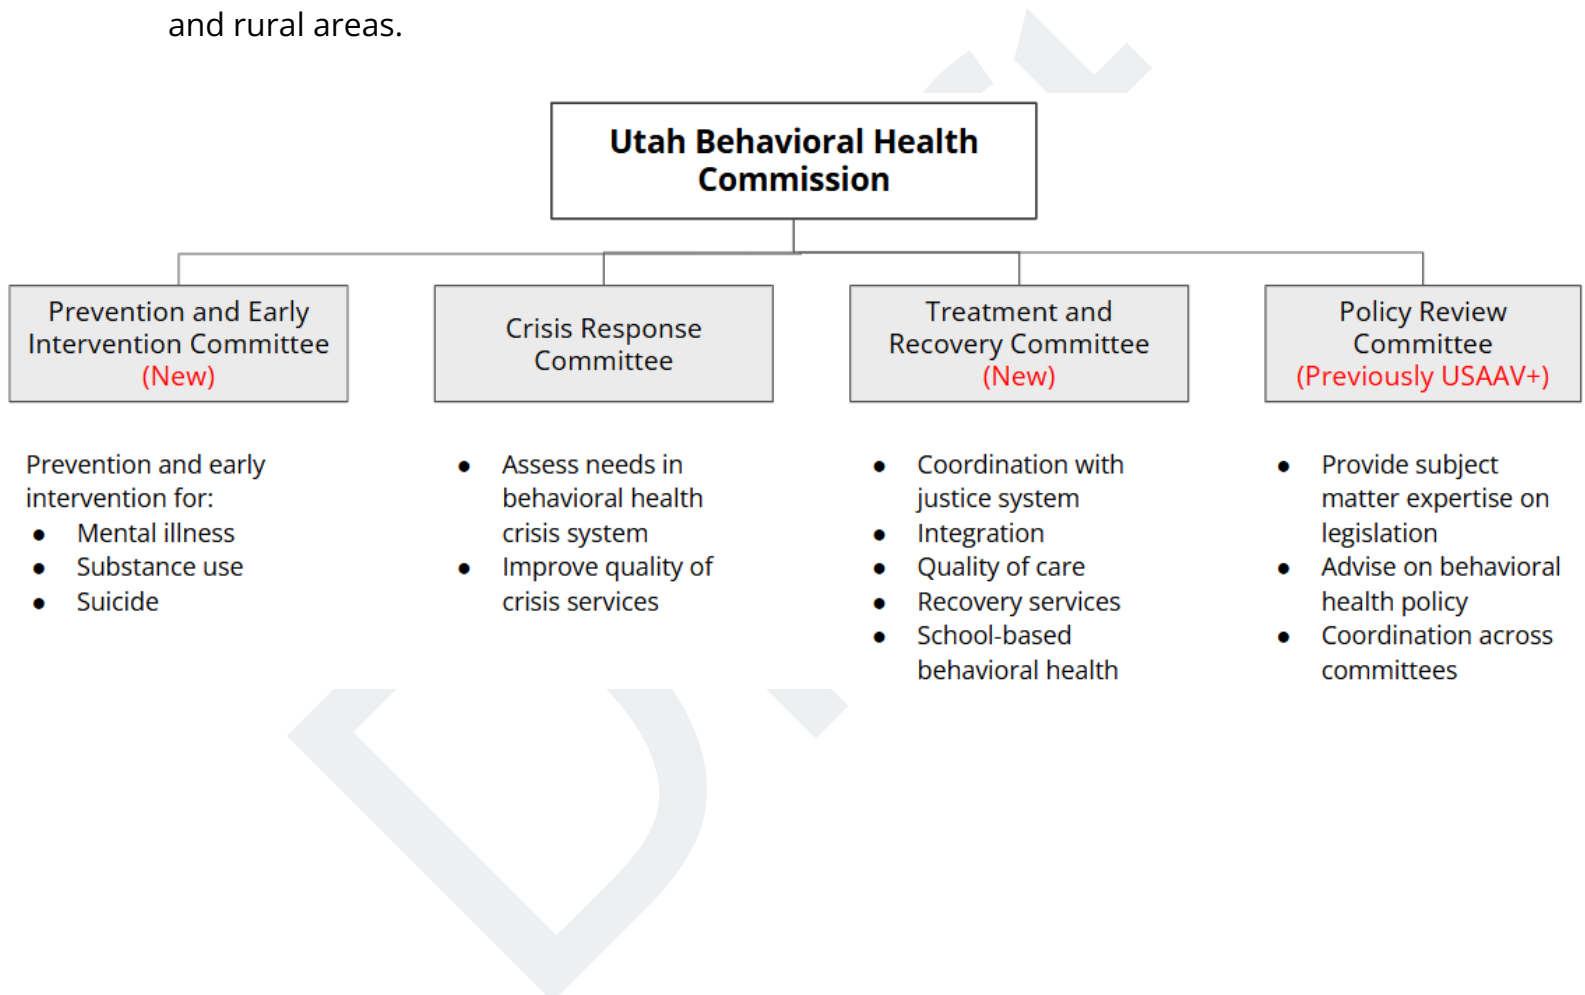 and rural areas.
Utah Behavioral Health
Commission
Prevention and Early
Intervention Committee
(New)
Crisis Response
Committee
Treatment and
Recovery Committee
(New)
Policy Review
Committee
(Previously USAAV+)
Prevention and early
intervention for:
● Mental illness
● Substance use
● Suicide
● Assess needs in
behavioral health
crisis system
● Improve quality of
crisis services
● Coordination with
justice system
● Integration
● Quality of care
● Recovery services
● School-based
behavioral health
● Provide subject
matter expertise on
legislation
● Advise on behavioral
health policy
● Coordination across
committees